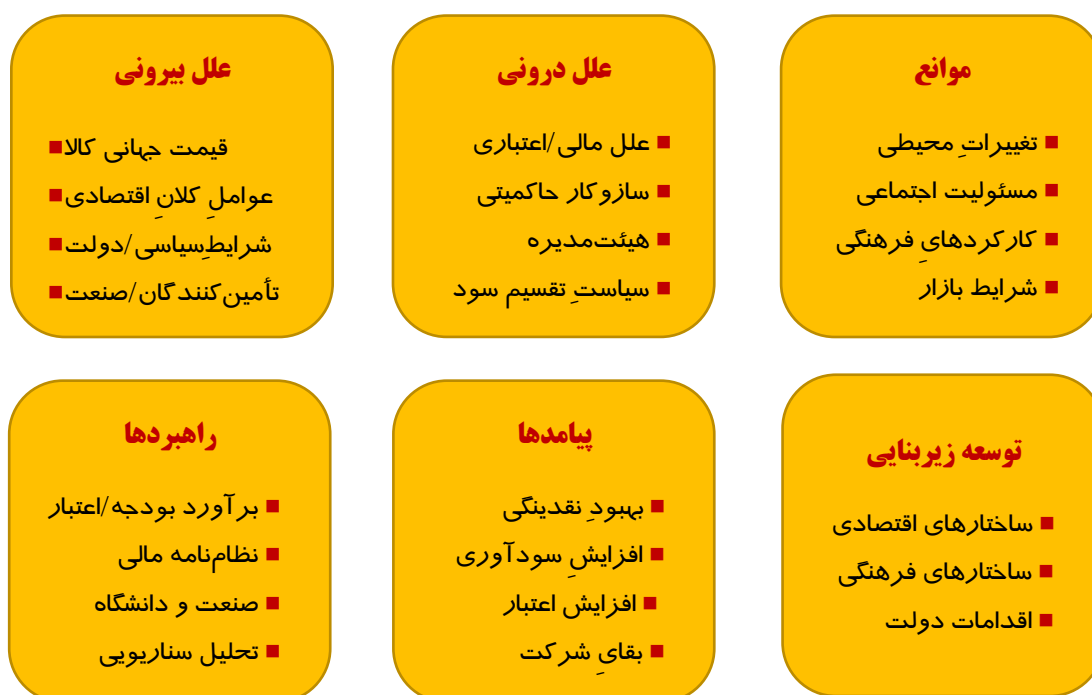 موانع
■ تغییراتِ محیطی
■ مسئولیت اجتماعی
■ کارکردهایِ فرهنگی
■ شرایط بازار
علل درونی
■ علل مالی/اعتباری
■ سازوکار حاکمیتی
■ هیئت‌مدیره
■ سیاستِ تقسیم سود
علل بیرونی
قیمت جهانی کالا■
عواملِ کلانِ اقتصادی■
شرایطِ‌سیاسی/دولت■
تأمین‌کنندگان/صنعت■
توسعه زیربنایی
■ ساختارهای اقتصادی
■ ساختارهای فرهنگی
■ اقدامات دولت
پیامدها
■ بهبودِ نقدینگی
■ افزایشِ سودآوری
■ افزایش اعتبار
■ بقایِ شرکت
راهبردها
■ برآورد بودجه/اعتبار
■ نظام‌نامه مالی
■ صنعت و دانشگاه
■ تحلیل سناریویی